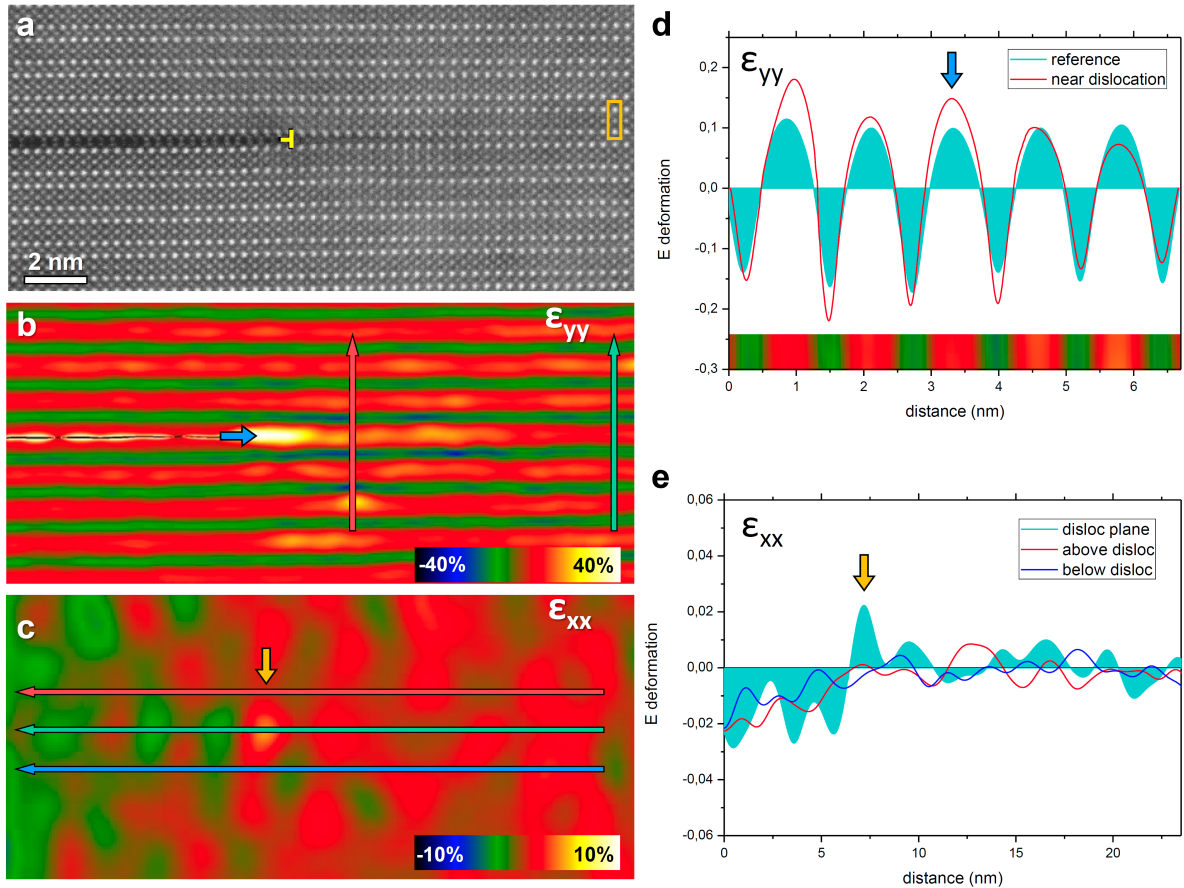 a
2 nm
b
εyy
-40%
40%
c
εxx
-10%
10%
d
εyy
reference
near dislocation
0,2
0,1
0,0
-0,1
-0,2
-0,3
E deformation
0
1
2
3
4
5
6
distance (nm)
e
εxx
disloc plane
above disloc
below disloc
0,06
0,04
0,02
0,00
-0,02
-0,04
-0,06
E deformation
0
5
10
15
20
distance (nm)